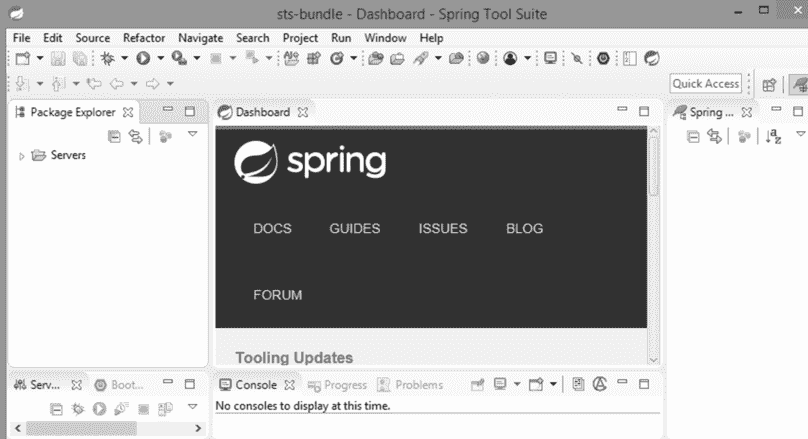 sts-bundle - Dashboard - Spring Tool Suite
File Edit Source Refactor Navigate Search Project Run Window Help
Quick Access
Package Explorer
Dashboard
Spring ...
Servers
spring
DOCS GUIDES ISSUES BLOG
FORUM
Tooling Updates
Serv...
Boot...
Console
Progress
Problems
No consoles to display at this time.